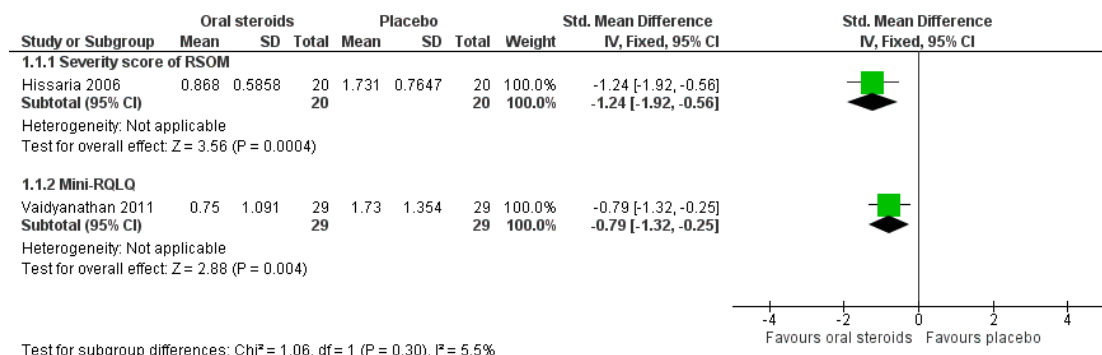 Oral steroids Placebo Std. Mean Difference Std. Mean Difference
Study or Subgroup Mean SD Total Mean SD Total Weight IV, Fixed, 95% CI IV, Fixed, 95% CI
1.1.1 Severity score of RSOM
Hissaria 2006 0.868 0.5858 20 1.731 0.7647 20 100.0% -1.24 [-1.92, -0.56]
Subtotal (95% CI) 20 20 100.0% -1.24 [-1.92, -0.56]
Heterogeneity: Not applicable
Test for overall effect: Z = 3.56 (P = 0.0004)
1.1.2 Mini-RQLQ
Vaidyanathan 2011 0.75 1.091 29 1.73 1.354 29 100.0% -0.79 [-1.32, -0.25]
Subtotal (95% CI) 29 29 100.0% -0.79 [-1.32, -0.25]
Heterogeneity: Not applicable
Test for overall effect: Z = 2.88 (P = 0.004)
-4 -2 0 2 4
Favours oral steroids Favours placebo
Test for subgroup differences: Chi² = 1.06, df = 1 (P = 0.30), I² = 5.5%